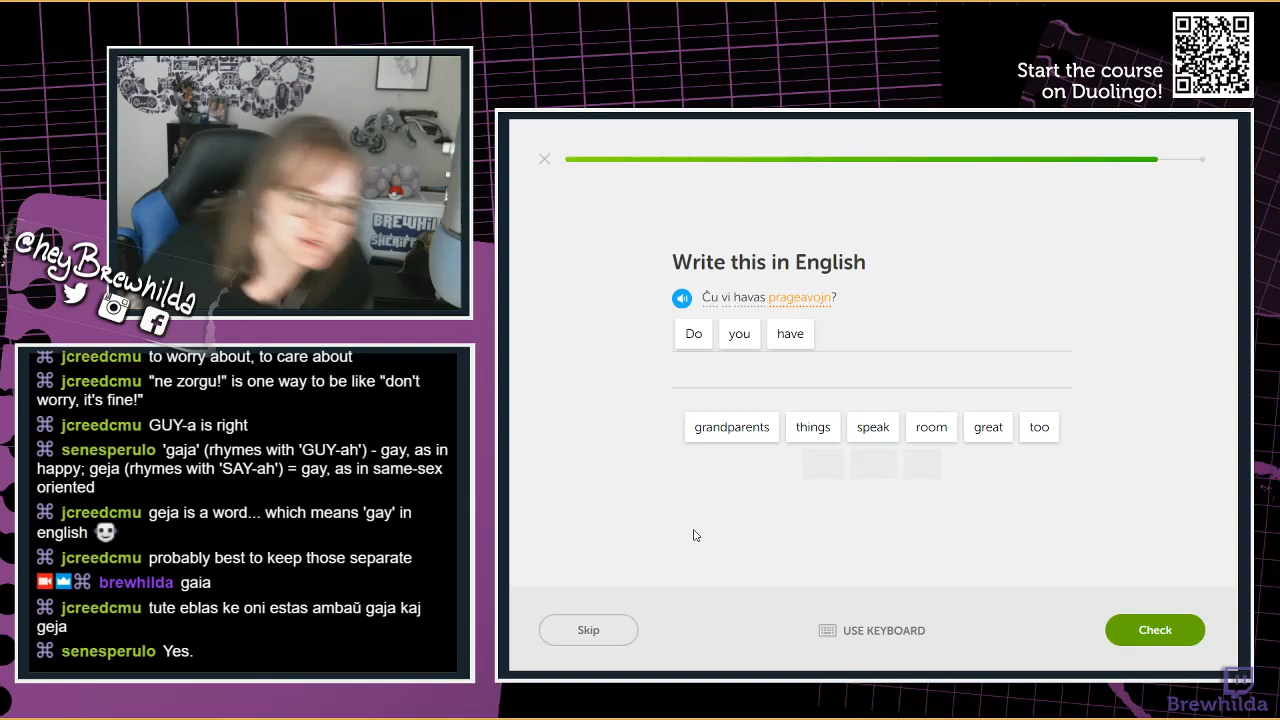 Start the course
on Duolingo!
@heyBrewhilda
BREWHIL
SHERIFF
Write this in English
Ĉu vi havas prageavojn?
Do you have
grandparents things speak room great too
Skip
USE KEYBOARD
Check
jcreedcmu to worry about, to care about
jcreedcmu "ne zorgu!" is one way to be like "don't
worry, it's fine!"
jcreedcmu GUY-a is right
senesperulo 'gaja' (rhymes with 'GUY-ah') - gay, as in
happy; geja (rhymes with 'SAY-ah') = gay, as in same-sex
oriented
jcreedcmu geja is a word... which means 'gay' in
english
jcreedcmu probably best to keep those separate
brewhilda gaia
jcreedcmu tute eblas ke oni estas ambaŭ gaja kaj
geja
senesperulo Yes.
Brewhilda